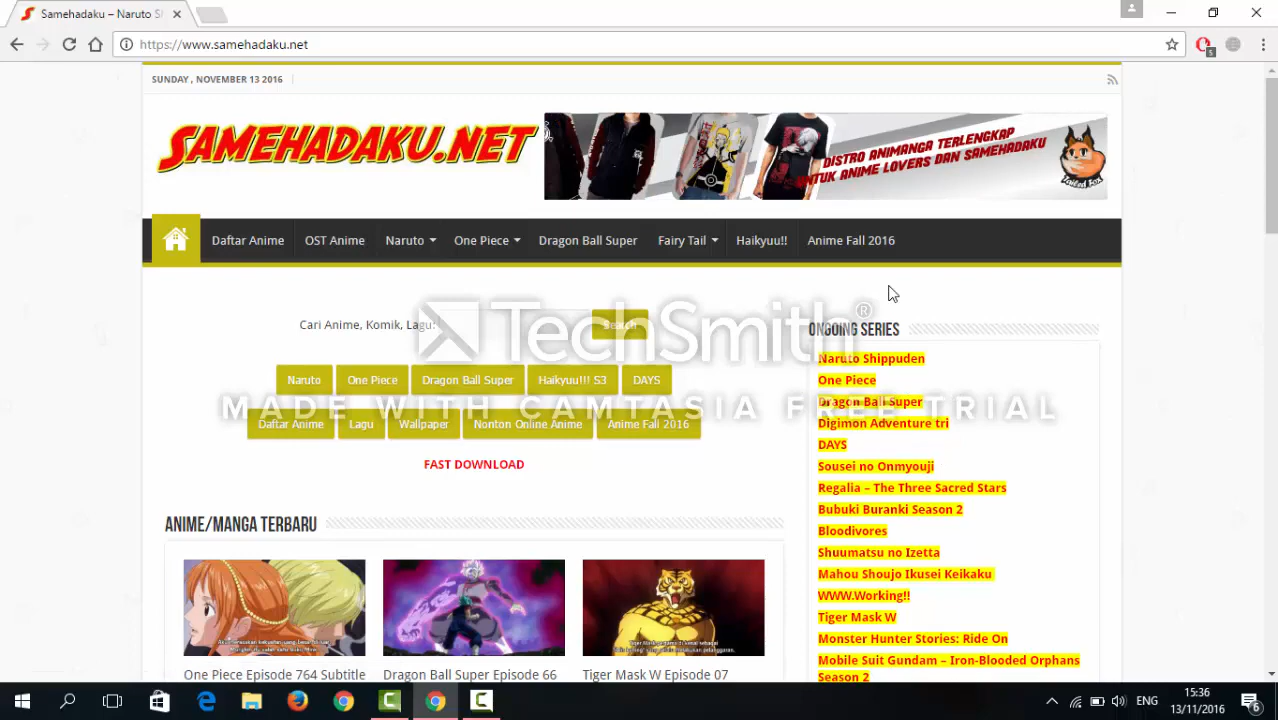 Samehadaku – Naruto Sh
https://www.samehadaku.net
5
SUNDAY , NOVEMBER 13 2016
SAMEHADAKU.NET
DISTRO ANIMANGA TERLENGKAP
UNTUK ANIME LOVERS DAN SAMEHADAKU
Tailed Fox
Daftar Anime
OST Anime
Naruto
One Piece
Dragon Ball Super
Fairy Tail
Haikyuu!!
Anime Fall 2016
Cari Anime, Komik, Lagu:
Search
TechSmith®
MADE WITH CAMTASIA FREE TRIAL
Naruto
One Piece
Dragon Ball Super
Haikyuu!!! S3
DAYS
Daftar Anime
Lagu
Wallpaper
Nonton Online Anime
Anime Fall 2016
FAST DOWNLOAD
ANIME/MANGA TERBARU
One Piece Episode 764 Subtitle
Dragon Ball Super Episode 66
Tiger Mask W Episode 07
ONGOING SERIES
Naruto Shippuden
One Piece
Dragon Ball Super
Digimon Adventure tri
DAYS
Sousei no Onmyouji
Regalia – The Three Sacred Stars
Bubuki Buranki Season 2
Bloodivores
Shuumatsu no Izetta
Mahou Shoujo Ikusei Keikaku
WWW.Working!!
Tiger Mask W
Monster Hunter Stories: Ride On
Mobile Suit Gundam – Iron-Blooded Orphans
Season 2
ENG
15:36
13/11/2016
6